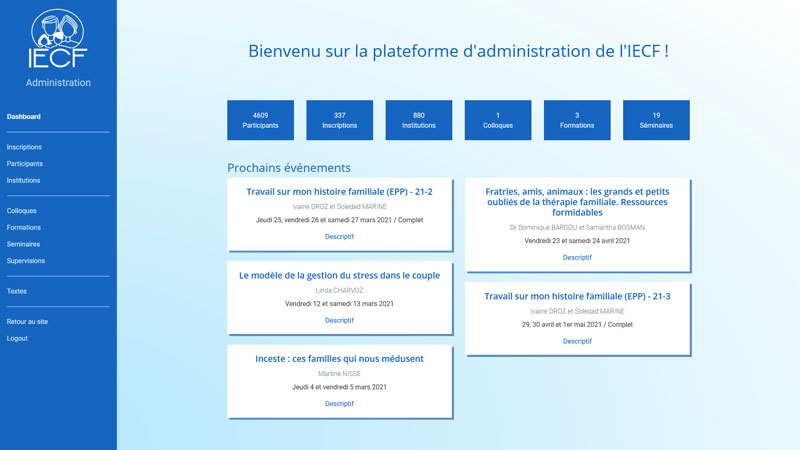 IECF
Administration
Dashboard
Inscriptions
Participants
Institutions
Colloques
Formations
Seminaires
Supervisions
Textes
Retour au site
Logout
Bienvenu sur la plateforme d'administration de l'IECF !
4609
Participants
337
Inscriptions
880
Institutions
1
Colloques
3
Formations
19
Séminaires
Prochains événements
Travail sur mon histoire familiale (EPP) - 21-2
Ivaine DROZ et Soledad MARINE
Jeudi 25, vendredi 26 et samedi 27 mars 2021 / Complet
Descriptif
Le modèle de la gestion du stress dans le couple
Linda CHARVOZ
Vendredi 12 et samedi 13 mars 2021
Descriptif
Inceste : ces familles qui nous médusent
Martine NISSE
Jeudi 4 et vendredi 5 mars 2021
Descriptif
Fratries, amis, animaux : les grands et petits
oubliés de la thérapie familiale. Ressources
formidables
Dr Dominique BARDOU et Samantha BOSMAN
Vendredi 23 et samedi 24 avril 2021
Descriptif
Travail sur mon histoire familiale (EPP) - 21-3
Ivaine DROZ et Soledad MARINE
29, 30 avril et 1er mai 2021 / Complet
Descriptif